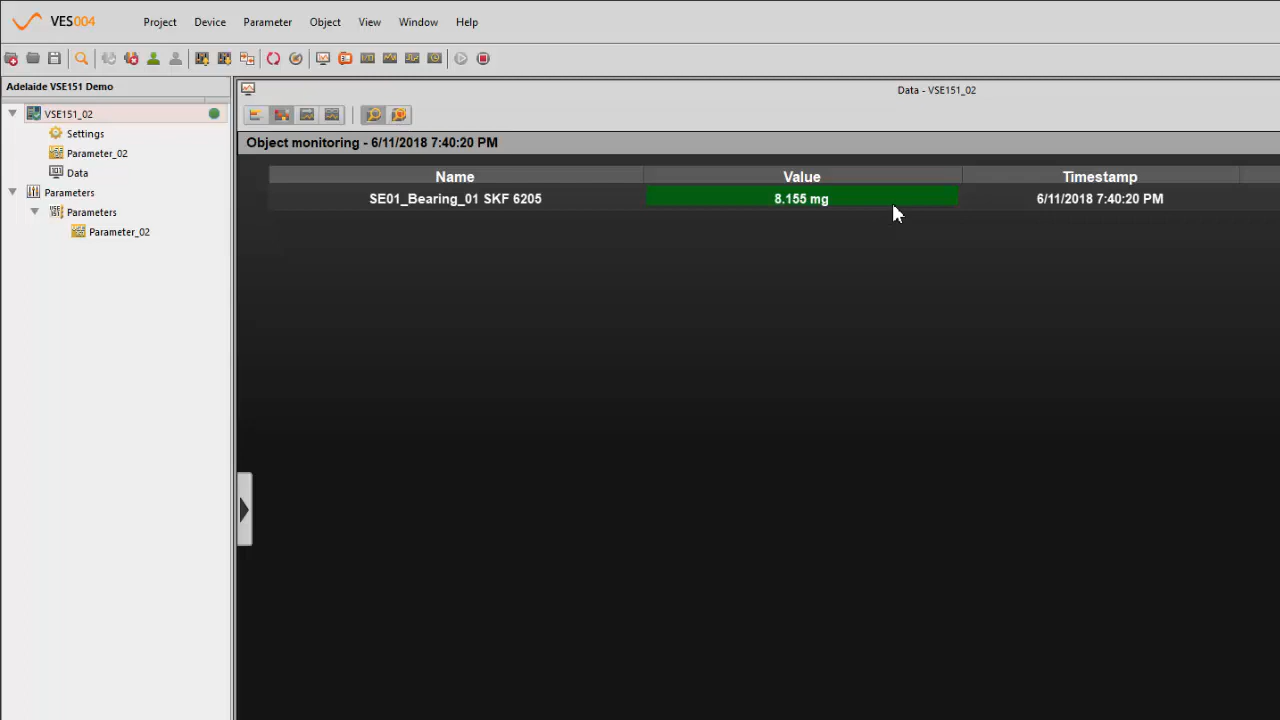 VES004
Project Device Parameter Object View Window Help
Adelaide VSE151 Demo
VSE151_02
Settings
Parameter_02
Data
Parameters
Parameters
Parameter_02
Data - VSE151_02
Object monitoring - 6/11/2018 7:40:20 PM
Name Value Timestamp
SE01_Bearing_01 SKF 6205 8.155 mg 6/11/2018 7:40:20 PM